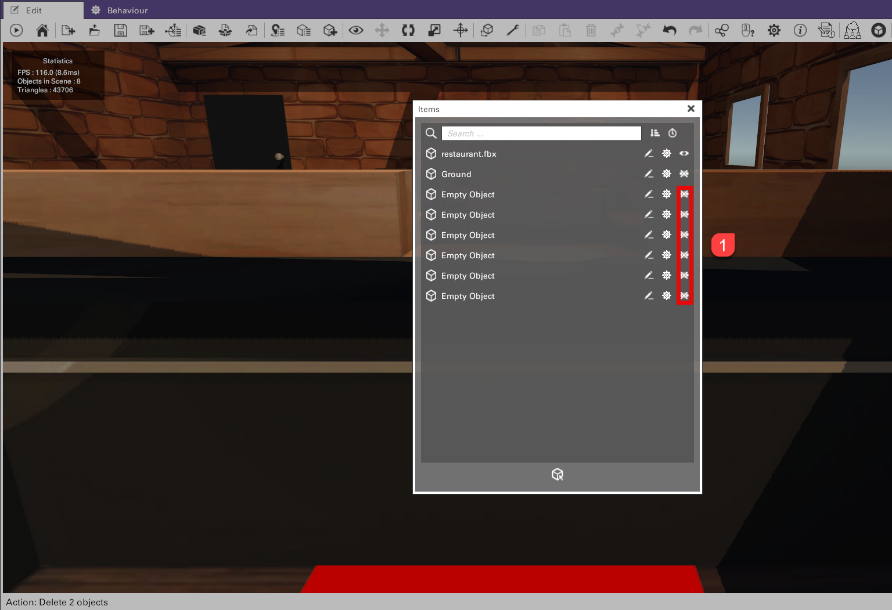 Edit
Behaviour
Statistics
FPS : 116.0 (8.6ms)
Objects in Scene : 8
Triangles : 43706
Items
Search ...
restaurant.fbx
Ground
Empty Object
Empty Object
Empty Object
Empty Object
Empty Object
Empty Object
1
Action: Delete 2 objects